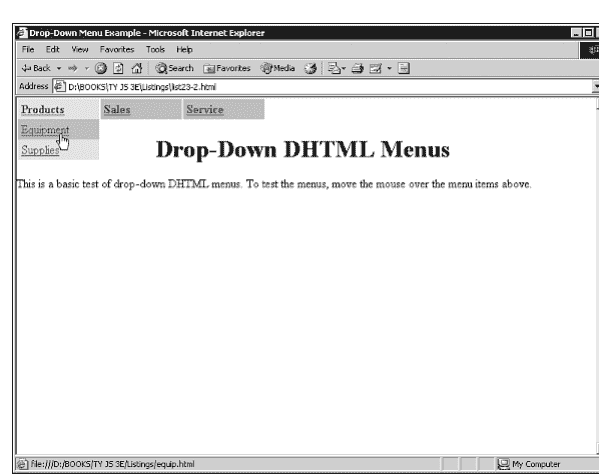 Drop-Down Menu Example - Microsoft Internet Explorer
File Edit View Favorites Tools Help
Back Search Favorites Media
Address D:\BOOKS\TY JS 3E\Listings\list23-2.html
Products Sales Service
Equipment
Supplies
Drop-Down DHTML Menus
This is a basic test of drop-down DHTML menus. To test the menus, move the mouse over the menu items above.
file:///D:/BOOKS/TY JS 3E/Listings/equip.html My Computer